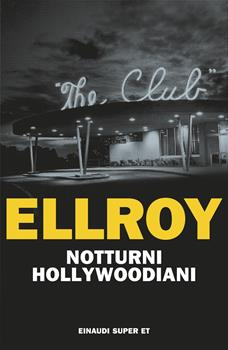 "The Club"
ELLROY
NOTTURNI
HOLLYWOODIANI
EINAUDI SUPER ET